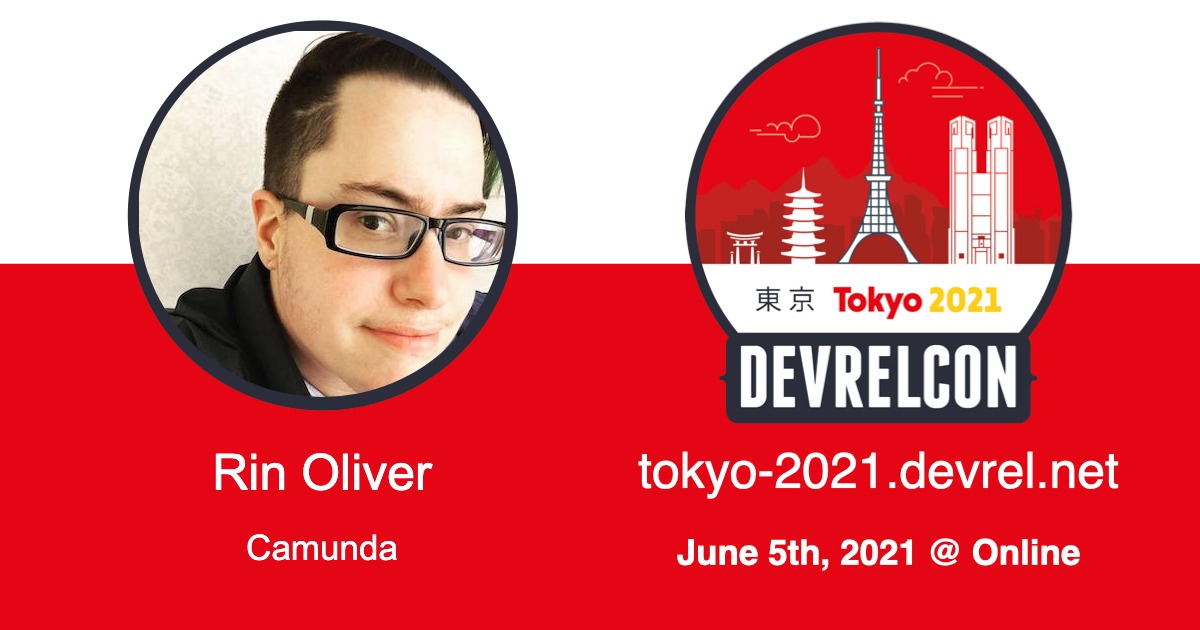 東京 Tokyo 2021
DEVRELCON
Rin Oliver
Camunda
tokyo-2021.devrel.net
June 5th, 2021 @ Online